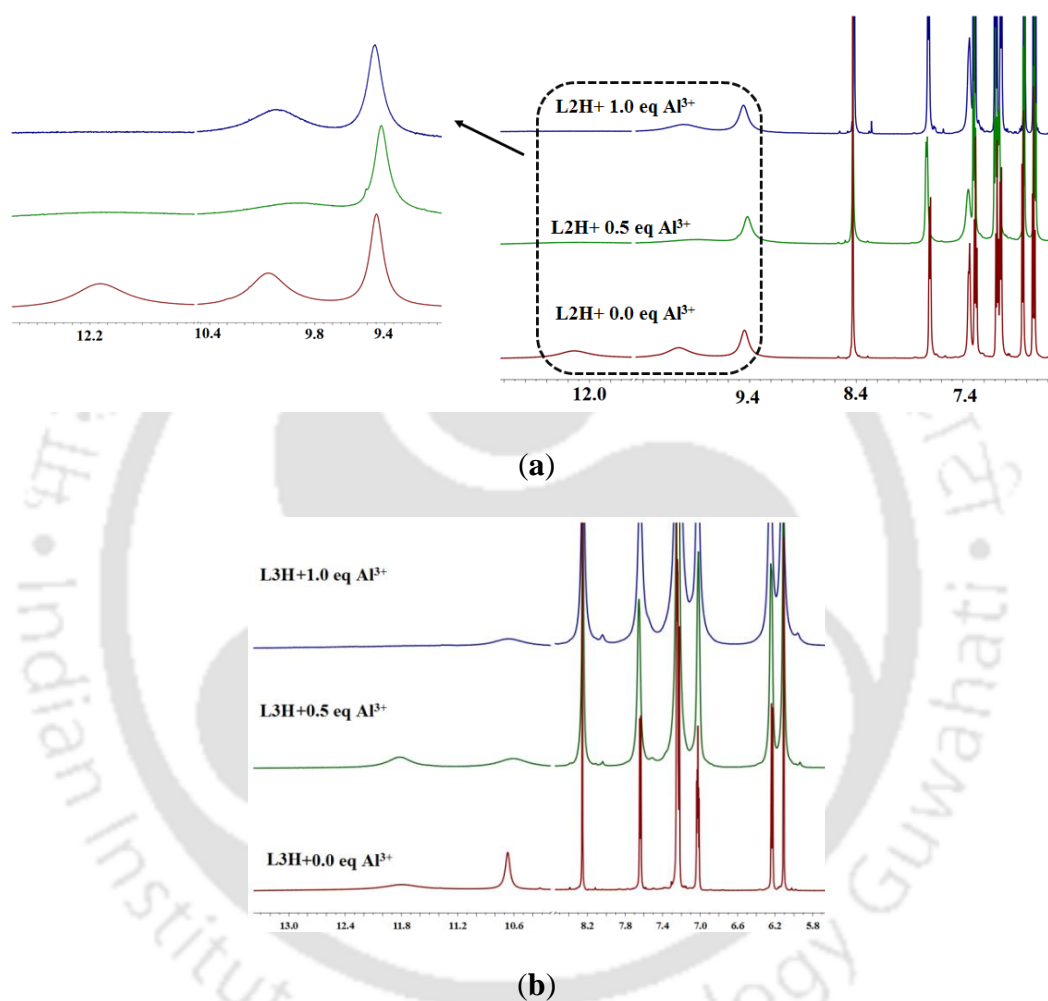 L2H+ 1.0 eq Al³⁺
L2H+ 0.5 eq Al³⁺
L2H+ 0.0 eq Al³⁺
12.2 10.4 9.8 9.4
12.0 9.4 8.4 7.4
(a)
L3H+1.0 eq Al³⁺
L3H+0.5 eq Al³⁺
L3H+0.0 eq Al³⁺
13.0 12.4 11.8 11.2 10.6 8.2 7.8 7.4 7.0 6.6 6.2 5.8
(b)
Indian Institute of Technology Guwahati